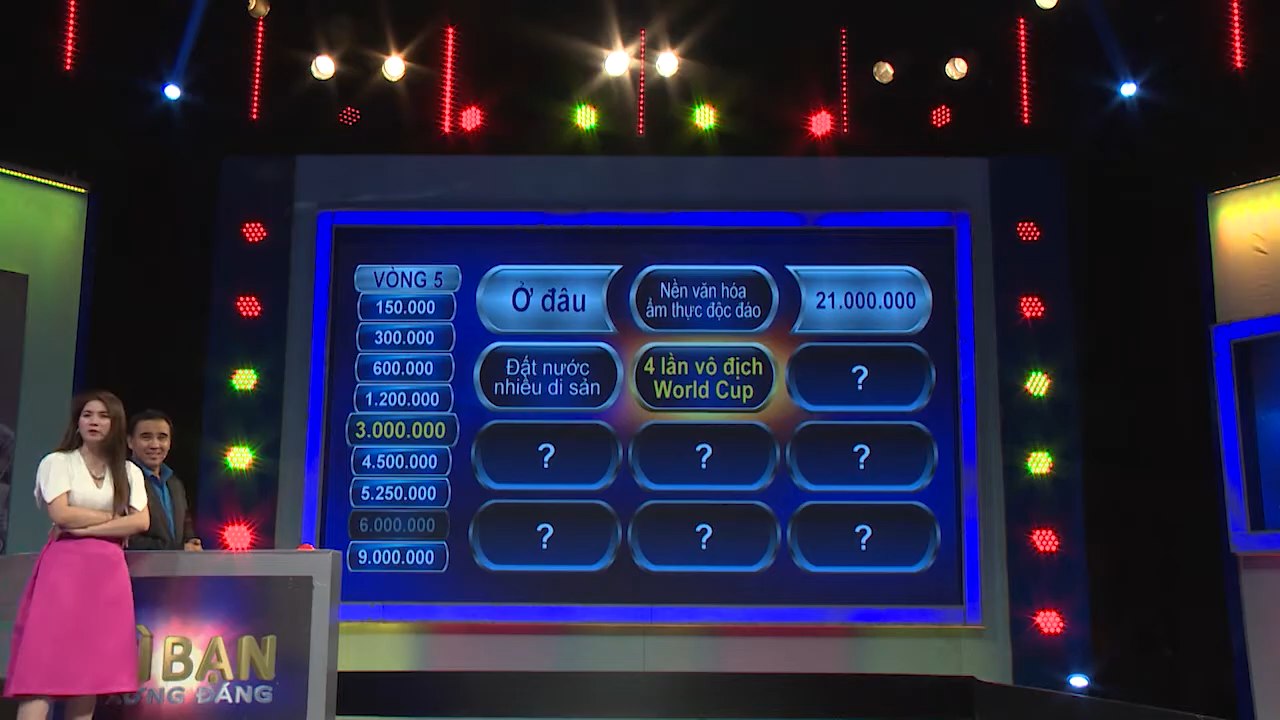 VÒNG 5
150.000
300.000
600.000
1.200.000
3.000.000
4.500.000
5.250.000
6.000.000
9.000.000
Ở đâu
Nền văn hóa
ẩm thực độc đáo
21.000.000
Đất nước
nhiều di sản
4 lần vô địch
World Cup
?
?
?
?
?
?
?
BẠN
ĐÁNG